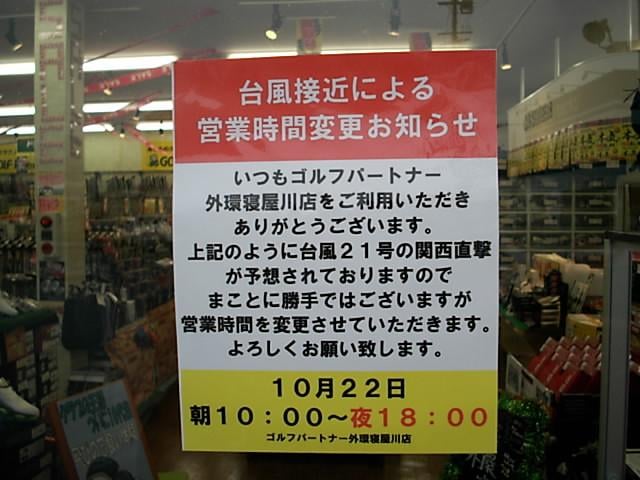 台風接近による
営業時間変更お知らせ
いつもゴルフパートナー
外環寝屋川店をご利用いただき
ありがとうございます。
上記のように台風２１号の関西直撃
が予想されておりますので
まことに勝手ではございますが
営業時間を変更させていただきます。
よろしくお願い致します。
１０月２２日
朝１０：００～夜１８：００
ゴルフパートナー外環寝屋川店